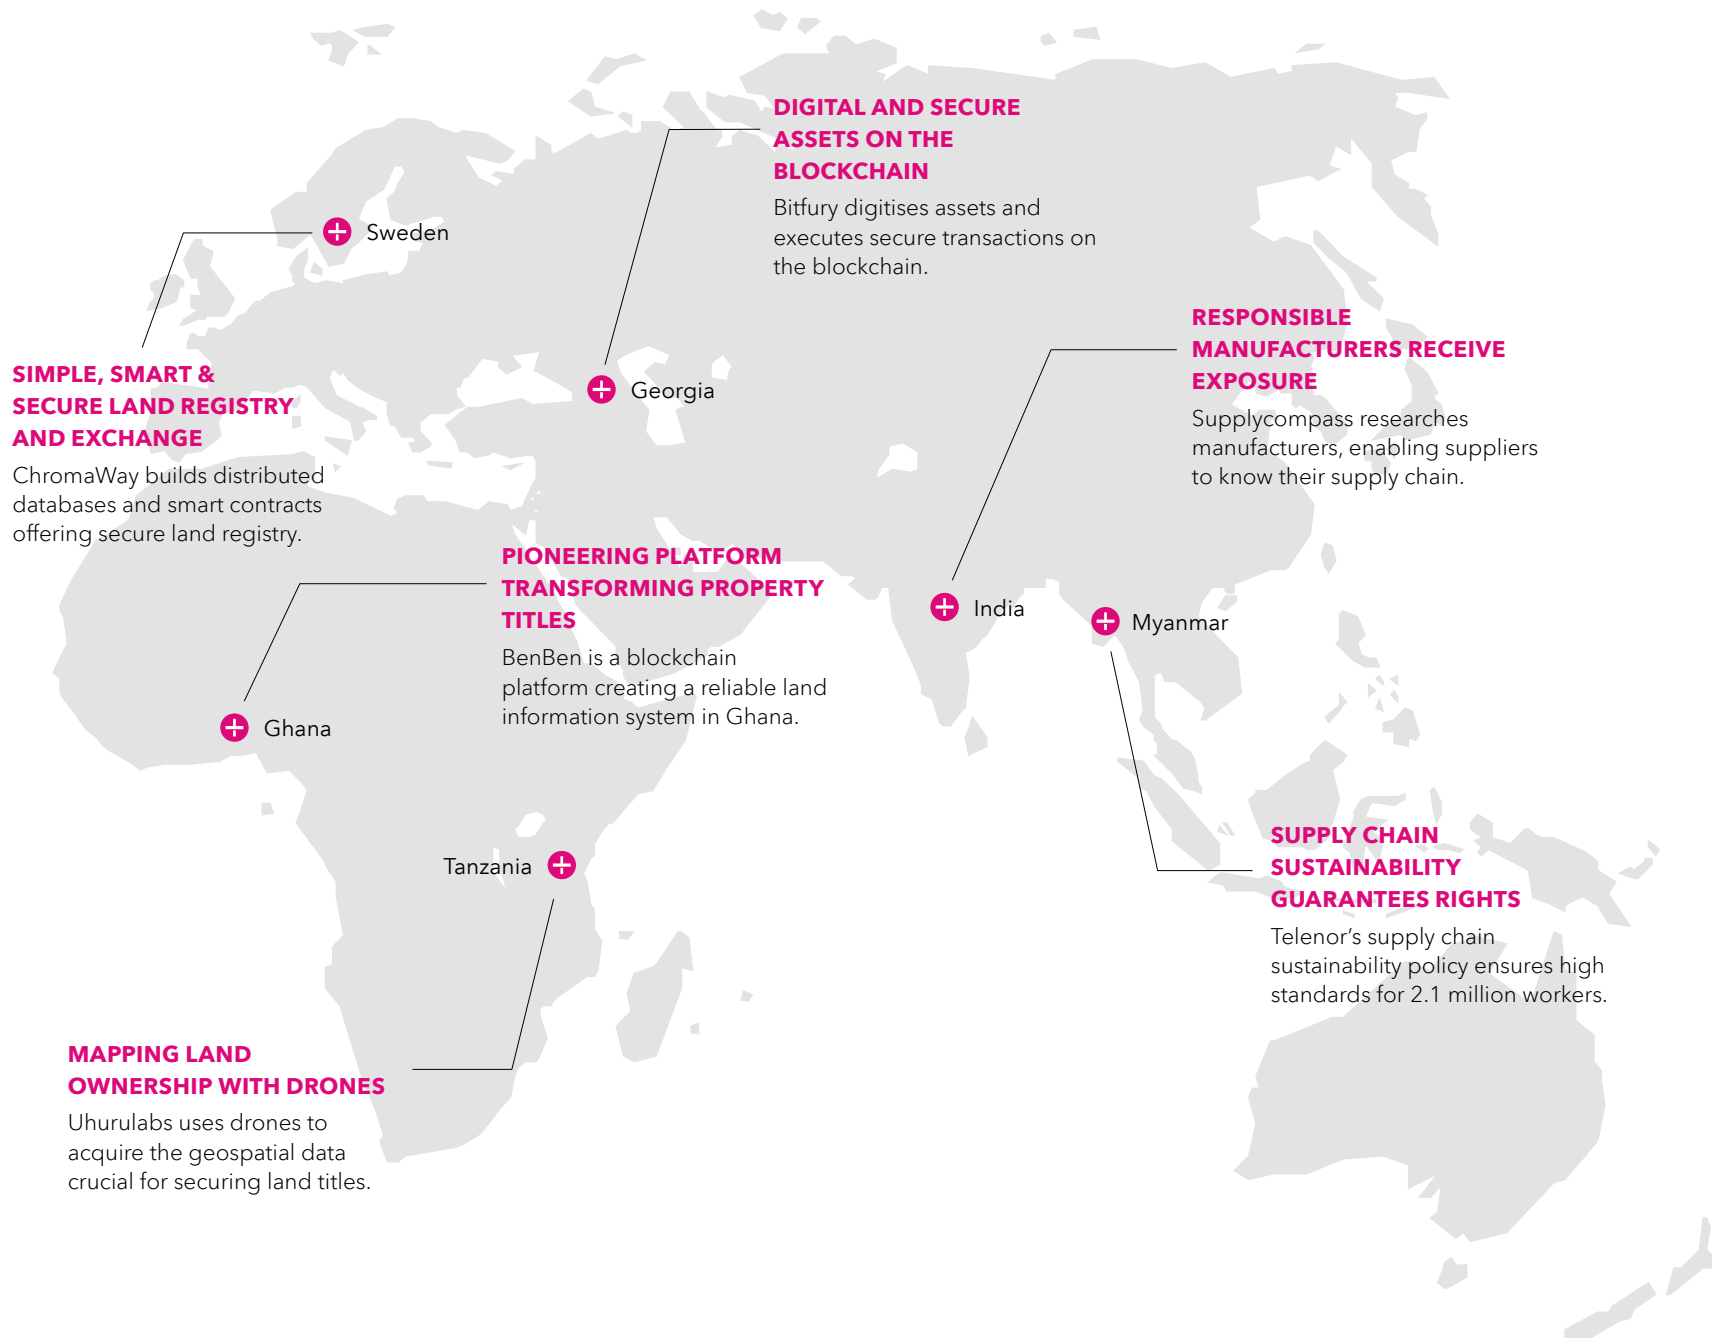 DIGITAL AND SECURE
ASSETS ON THE
BLOCKCHAIN
Bitfury digitises assets and
executes secure transactions on
the blockchain.
Sweden
Georgia
RESPONSIBLE
MANUFACTURERS RECEIVE
EXPOSURE
Supplycompass researches
manufacturers, enabling suppliers
to know their supply chain.
SIMPLE, SMART &
SECURE LAND REGISTRY
AND EXCHANGE
ChromaWay builds distributed
databases and smart contracts
offering secure land registry.
PIONEERING PLATFORM
TRANSFORMING PROPERTY
TITLES
BenBen is a blockchain
platform creating a reliable land
information system in Ghana.
India
Myanmar
Ghana
Tanzania
SUPPLY CHAIN
SUSTAINABILITY
GUARANTEES RIGHTS
Telenor’s supply chain
sustainability policy ensures high
standards for 2.1 million workers.
MAPPING LAND
OWNERSHIP WITH DRONES
Uhurulabs uses drones to
acquire the geospatial data
crucial for securing land titles.